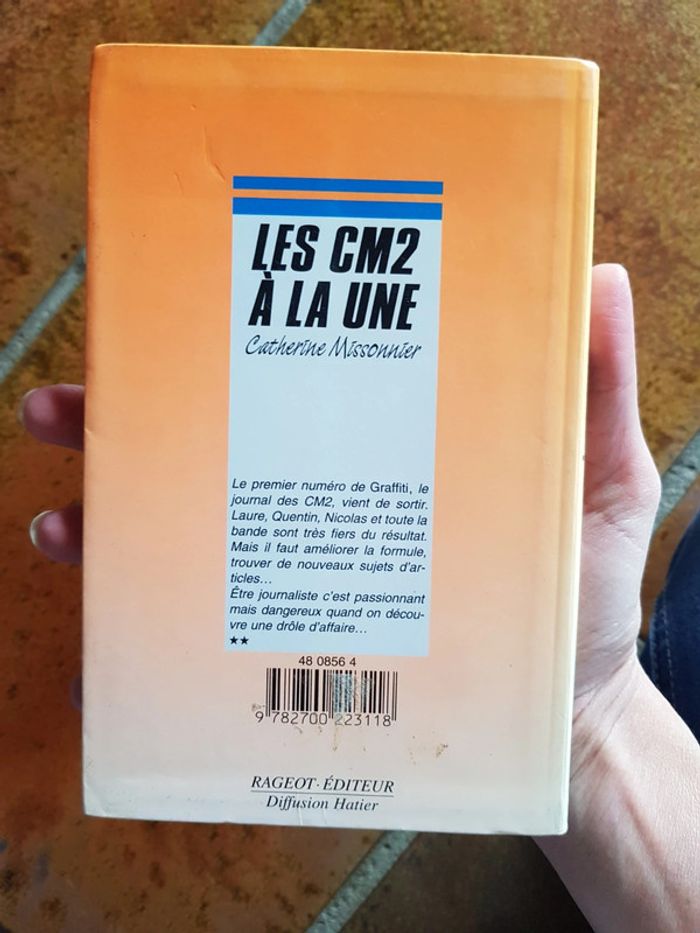 LES CM2
À LA UNE
Catherine Missonnier
Le premier numéro de Graffiti, le
journal des CM2, vient de sortir.
Laure, Quentin, Nicolas et toute la
bande sont très fiers du résultat.
Mais il faut améliorer la formule,
trouver de nouveaux sujets d'ar-
ticles...
Être journaliste c'est passionnant
mais dangereux quand on décou-
vre une drôle d'affaire...
★★
48 0856 4
9 782700 223118
RAGEOT·ÉDITEUR
Diffusion Hatier